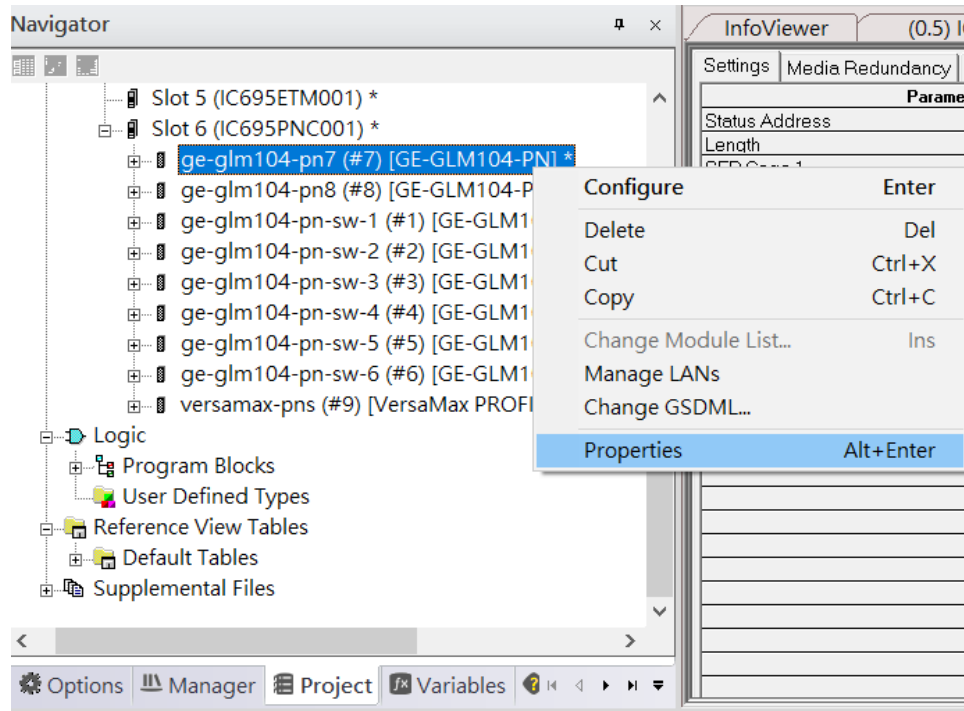 Navigator
InfoViewer
(0.5)
Settings
Media Redundancy
Slot 5 (IC695ETM001) *
Slot 6 (IC695PNC001) *
Status Address
Length
ge-glm104-pn7 (#7) [GE-GLM104-PN] *
ge-glm104-pn8 (#8) [GE-GLM104-P
ge-glm104-pn-sw-1 (#1) [GE-GLM1
ge-glm104-pn-sw-2 (#2) [GE-GLM1
ge-glm104-pn-sw-3 (#3) [GE-GLM1
ge-glm104-pn-sw-4 (#4) [GE-GLM1
ge-glm104-pn-sw-5 (#5) [GE-GLM1
ge-glm104-pn-sw-6 (#6) [GE-GLM1
versamax-pns (#9) [VersaMax PROFI
Configure Enter
Delete Del
Cut Ctrl+X
Copy Ctrl+C
Change Module List... Ins
Manage LANs
Change GSDML...
Properties Alt+Enter
Logic
Program Blocks
User Defined Types
Reference View Tables
Default Tables
Supplemental Files
Options
Manager
Project
Variables